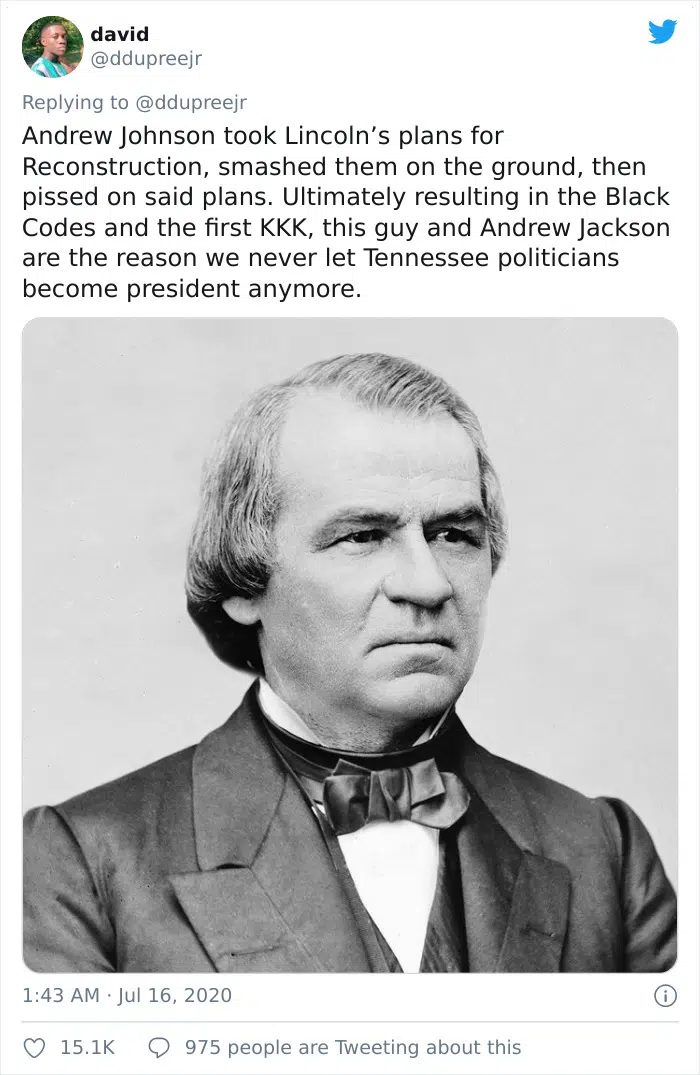 david
@ddupreejr
Replying to @ddupreejr
Andrew Johnson took Lincoln’s plans for
Reconstruction, smashed them on the ground, then
pissed on said plans. Ultimately resulting in the Black
Codes and the first KKK, this guy and Andrew Jackson
are the reason we never let Tennessee politicians
become president anymore.
1:43 AM · Jul 16, 2020
15.1K 975 people are Tweeting about this